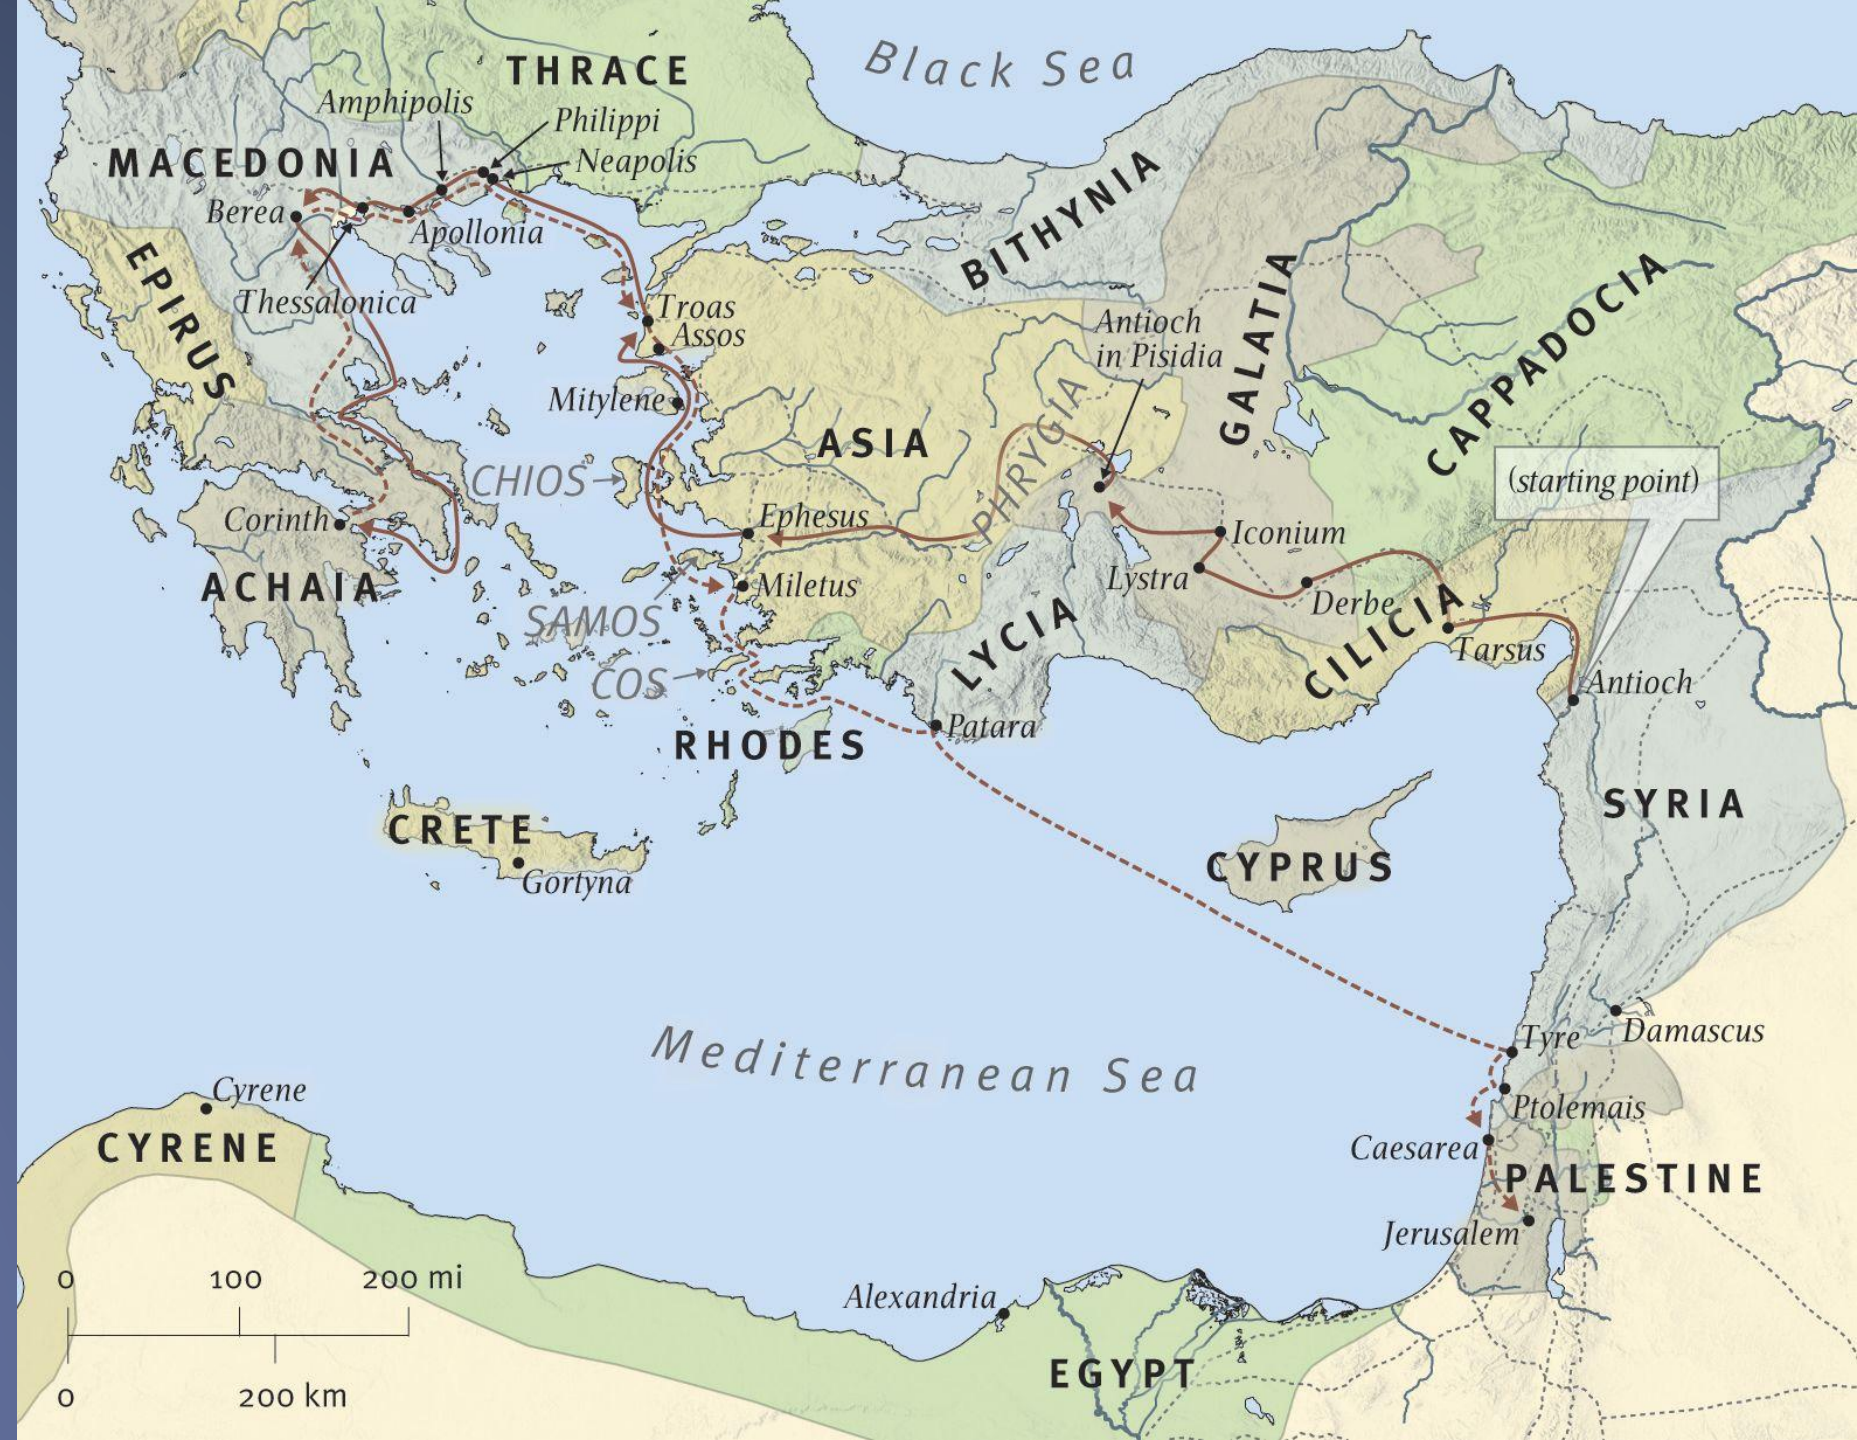 Black Sea
THRACE
Amphipolis
Philippi
Neapolis
MACEDONIA
Berea
Apollonia
Thessalonica
EPIRUS
BITHYNIA
GALATIA
CAPPADOCIA
Troas
Assos
Antioch
in Pisidia
Mitylene
ASIA
PHRYGIA
CHIOS
(starting point)
Corinth
Ephesus
Iconium
ACHAIA
Miletus
Lystra
Derbe
SAMOS
LYCIA
CILICIA
Tarsus
COS
Antioch
Patara
RHODES
SYRIA
CRETE
Gortyna
CYPRUS
Mediterranean Sea
Tyre
Damascus
Cyrene
Ptolemais
CYRENE
Caesarea
PALESTINE
Jerusalem
0 100 200 mi
Alexandria
EGYPT
0 200 km